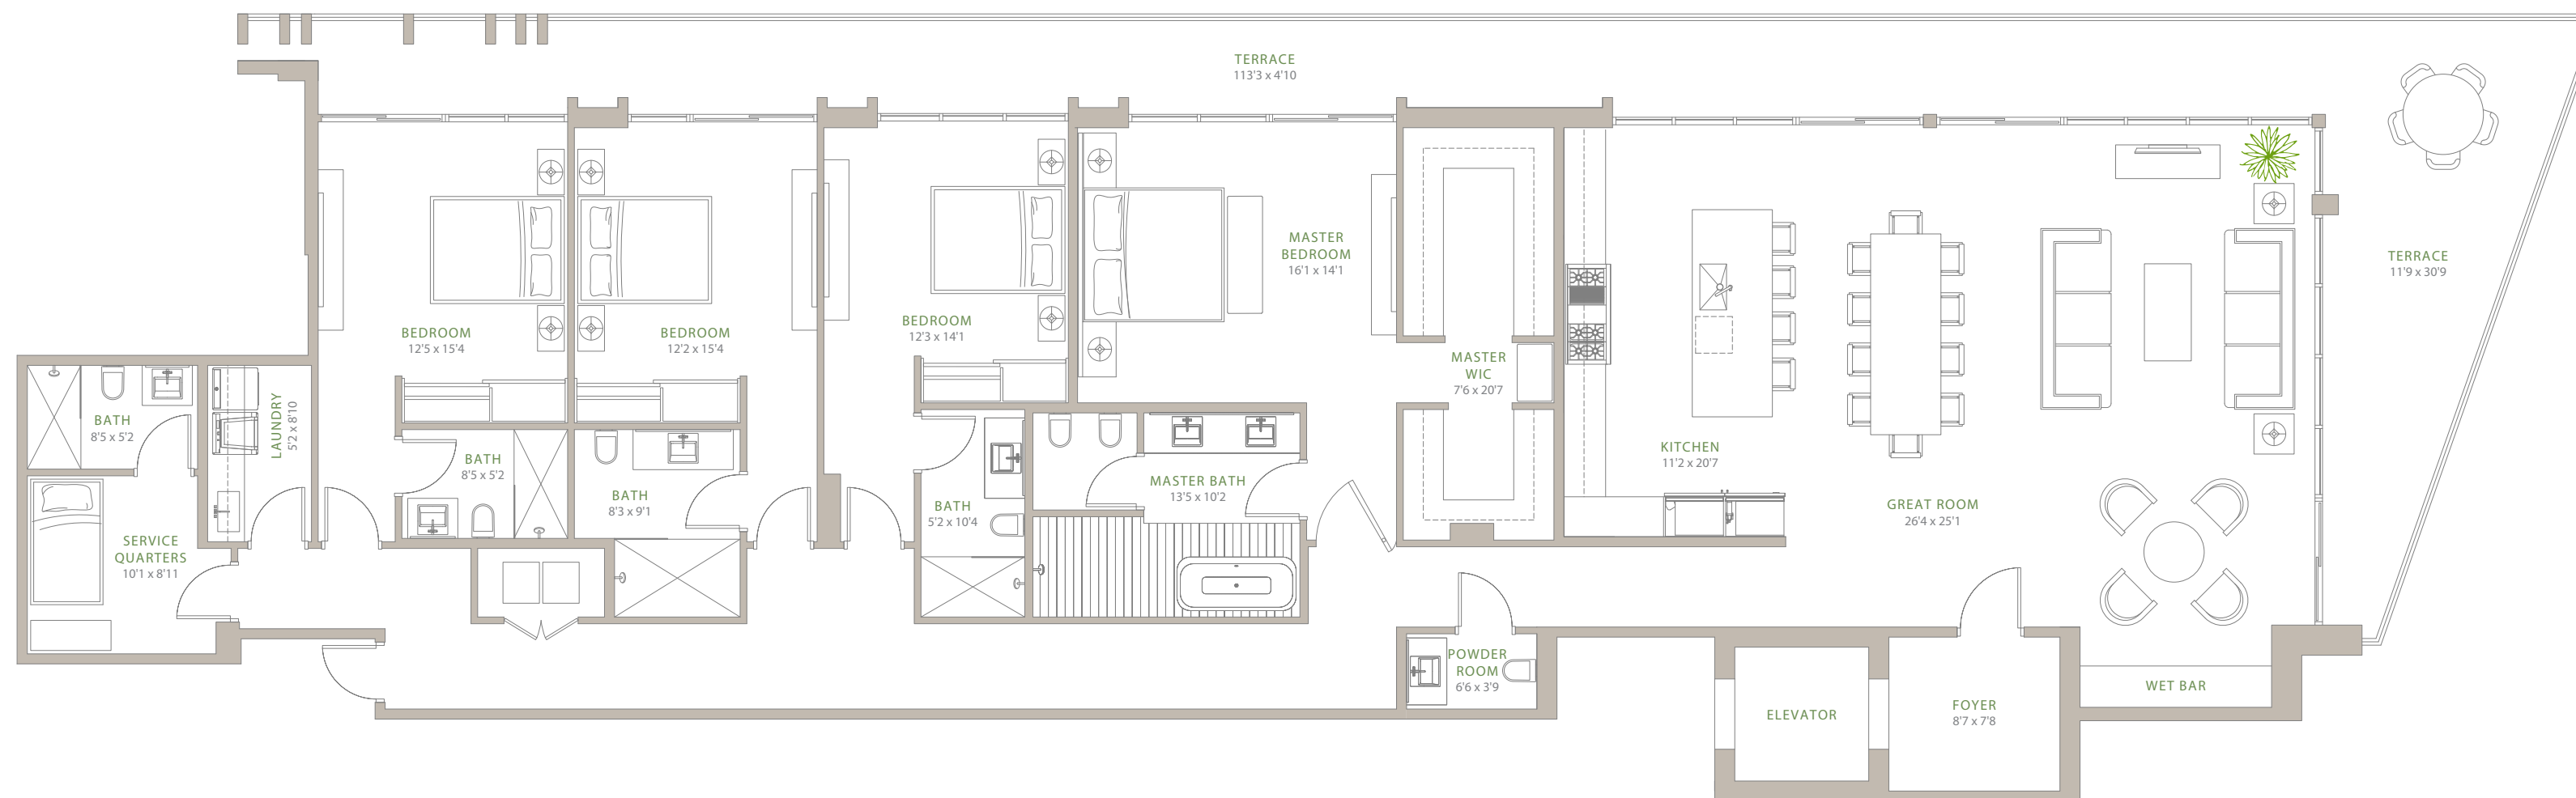 TERRACE
113'3 x 4'10
BEDROOM
12'5 x 15'4
BEDROOM
12'2 x 15'4
BEDROOM
12'3 x 14'1
MASTER
BEDROOM
16'1 x 14'1
TERRACE
11'9 x 30'9
BATH
8'5 x 5'2
LAUNDRY
5'2 x 8'10
BATH
8'5 x 5'2
BATH
8'3 x 9'1
BATH
5'2 x 10'4
MASTER BATH
13'5 x 10'2
MASTER
WIC
7'6 x 20'7
KITCHEN
11'2 x 20'7
GREAT ROOM
26'4 x 25'1
SERVICE
QUARTERS
10'1 x 8'11
POWDER
ROOM
6'6 x 3'9
ELEVATOR
FOYER
8'7 x 7'8
WET BAR